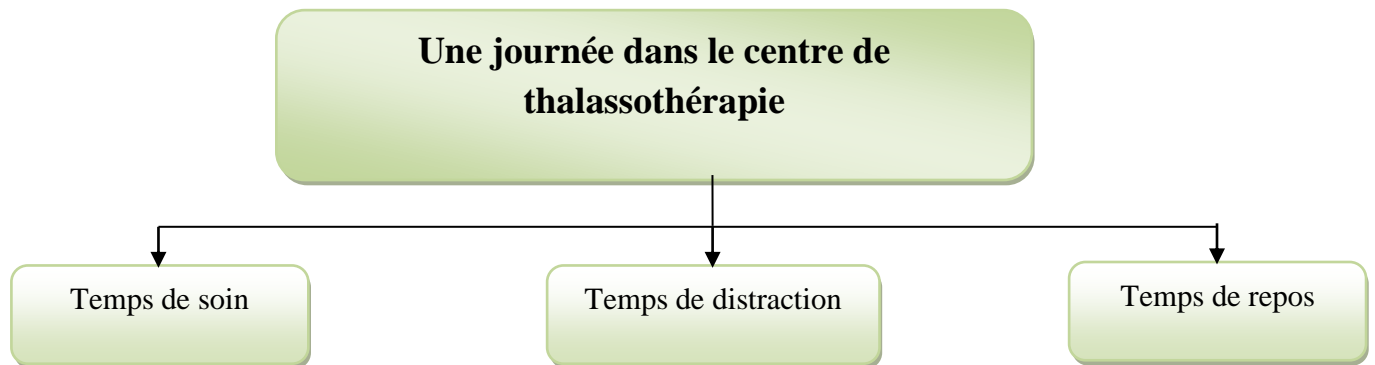 Une journée dans le centre de
thalassothérapie
Temps de soin
Temps de distraction
Temps de repos